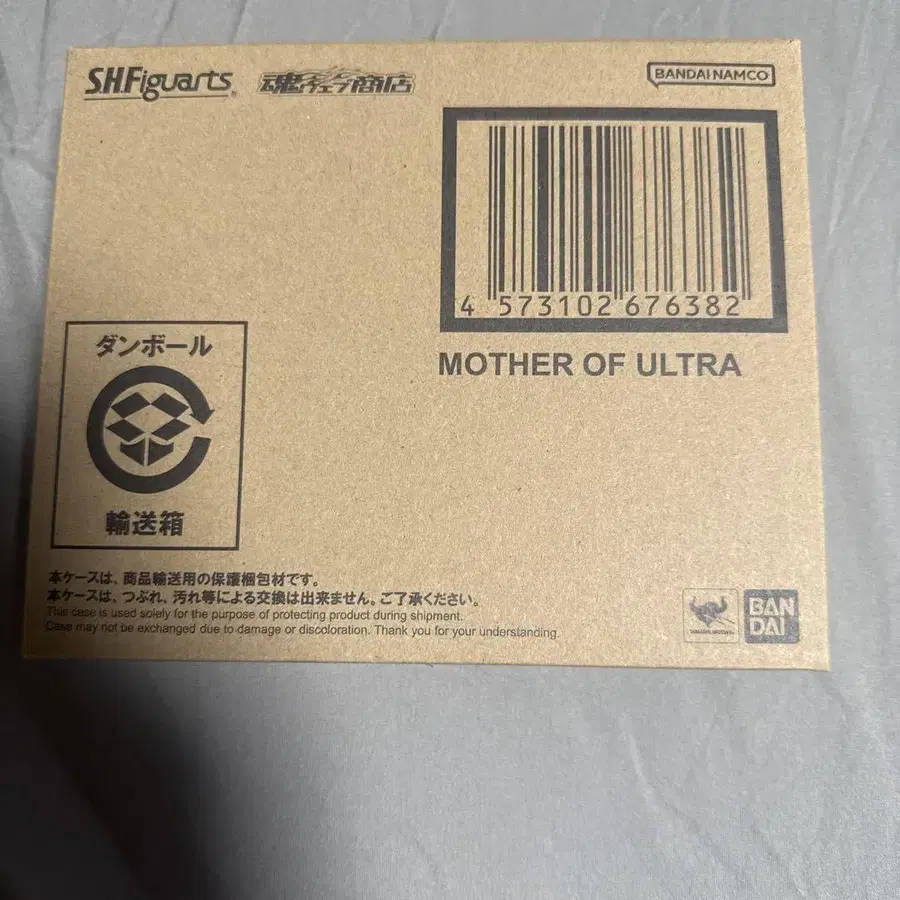 S.H.Figuarts 魂ウェブ商店
BANDAI NAMCO
4 573102 676382
MOTHER OF ULTRA
ダンボール
輸送箱
本ケースは、商品輸送用の保護梱包材です。
本ケースは、つぶれ、汚れ等による交換は出来ません。ご了承ください。
This case is used solely for the purpose of protecting product during shipment.
Case may not be exchanged due to damage or discoloration. Thank you for your understanding.
BAN
DAI